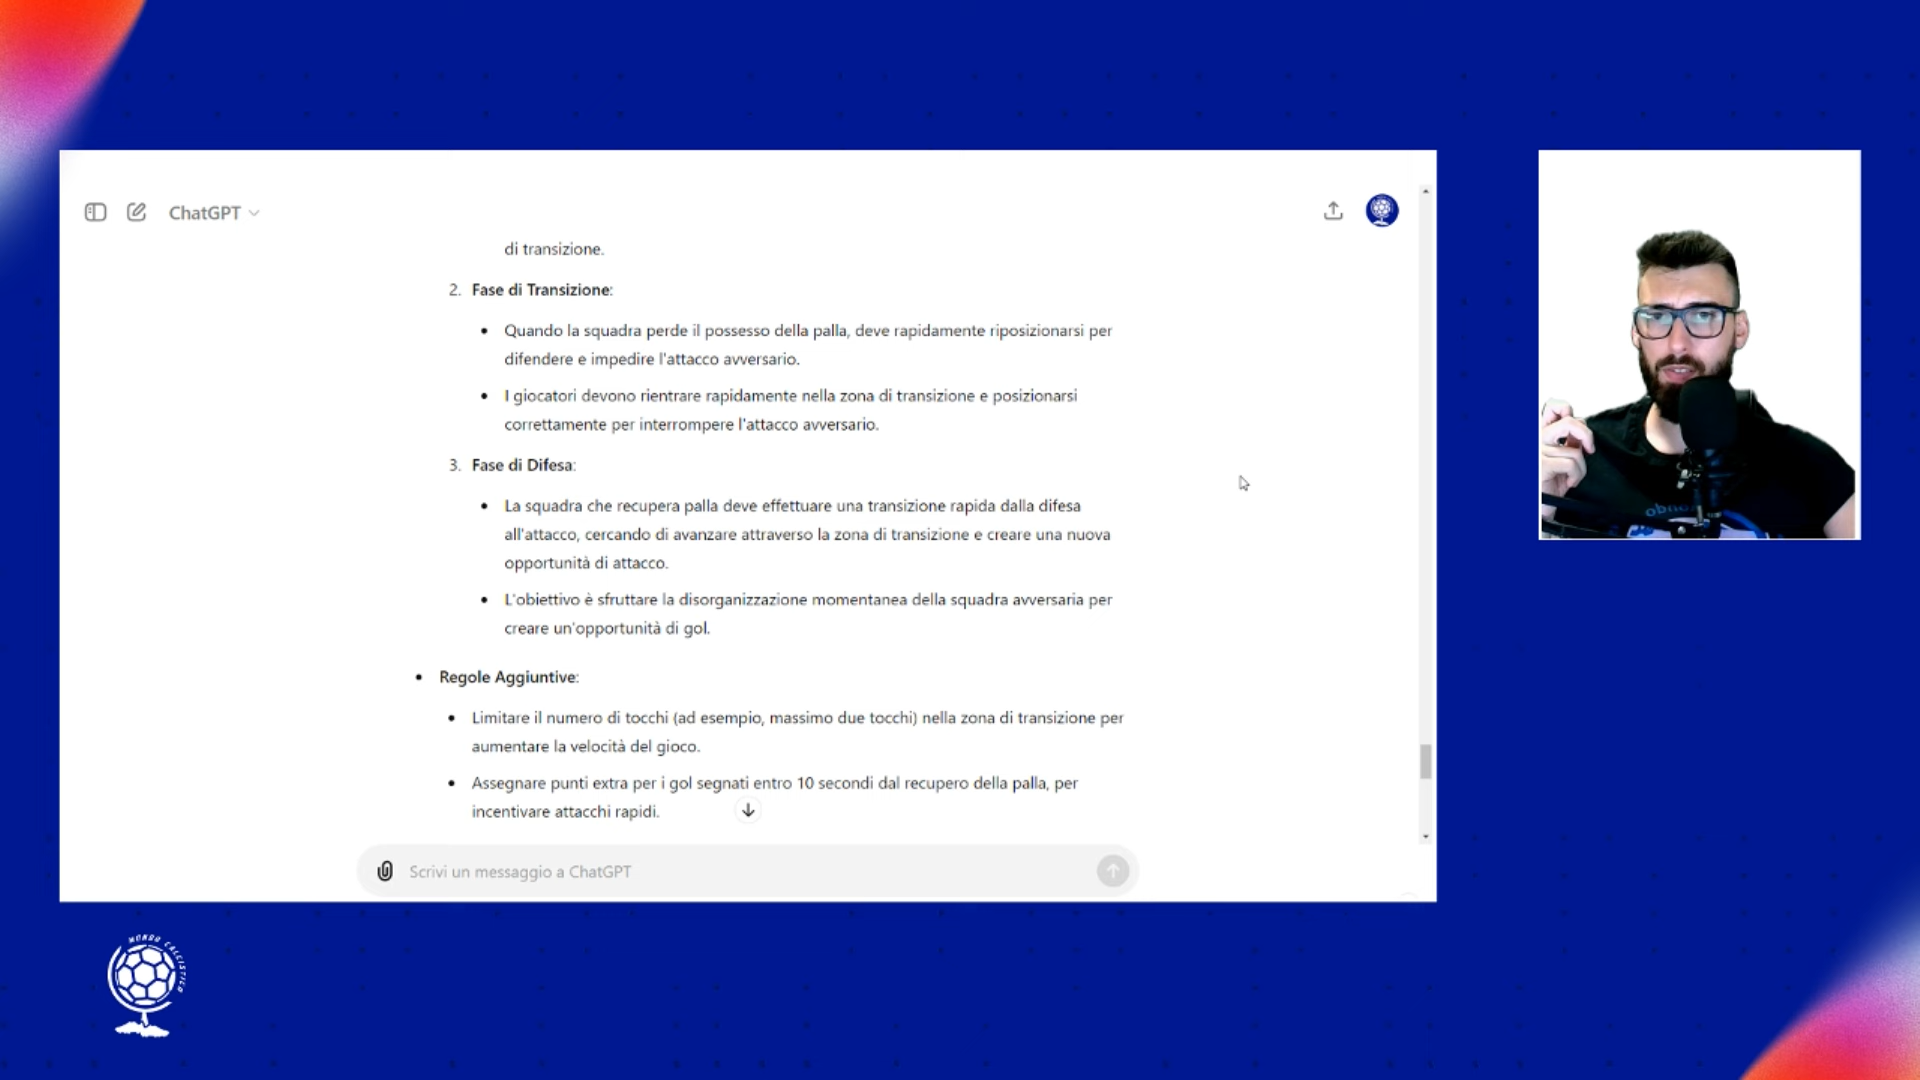 ChatGPT
di transizione.
2. Fase di Transizione:
• Quando la squadra perde il possesso della palla, deve rapidamente riposizionarsi per
difendere e impedire l'attacco avversario.
• I giocatori devono rientrare rapidamente nella zona di transizione e posizionarsi
correttamente per interrompere l'attacco avversario.
3. Fase di Difesa:
• La squadra che recupera palla deve effettuare una transizione rapida dalla difesa
all'attacco, cercando di avanzare attraverso la zona di transizione e creare una nuova
opportunità di attacco.
• L'obiettivo è sfruttare la disorganizzazione momentanea della squadra avversaria per
creare un'opportunità di gol.
• Regole Aggiuntive:
• Limitare il numero di tocchi (ad esempio, massimo due tocchi) nella zona di transizione per
aumentare la velocità del gioco.
• Assegnare punti extra per i gol segnati entro 10 secondi dal recupero della palla, per
incentivare attacchi rapidi.
Scrivi un messaggio a ChatGPT
MONDO CALCISTICO